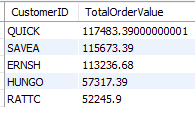 CustomerID TotalOrderValue
QUICK 117483.39000000001
SAVEA 115673.39
ERNSH 113236.68
HUNGO 57317.39
RATTC 52245.9